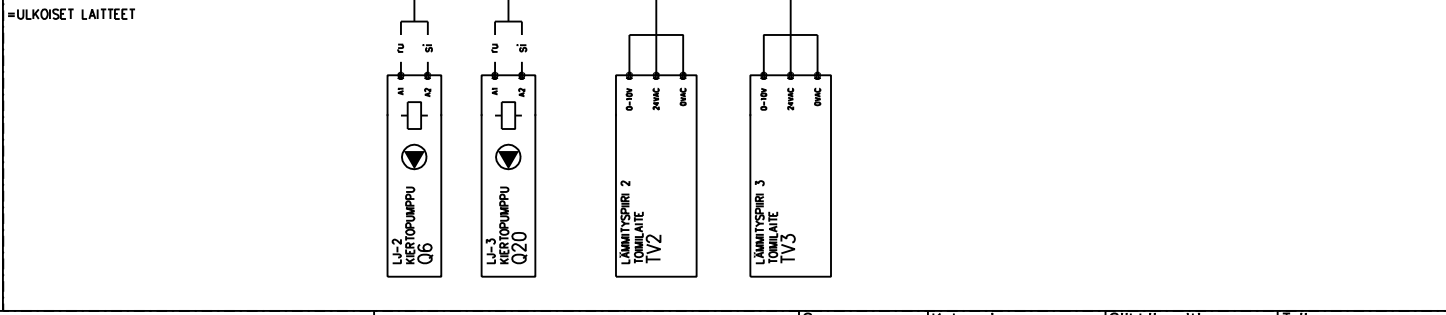 =ULKOISET LAITTEET
ru
si
A1
A2
LJ-2
KIERTOPUMPPU
Q6
ru
si
A1
A2
LJ-3
KIERTOPUMPPU
Q20
0-10V
24VAC
0VAC
LÄMMITYSPIIRI 2
TOIMILAITE
TV2
0-10V
24VAC
0VAC
LÄMMITYSPIIRI 3
TOIMILAITE
TV3